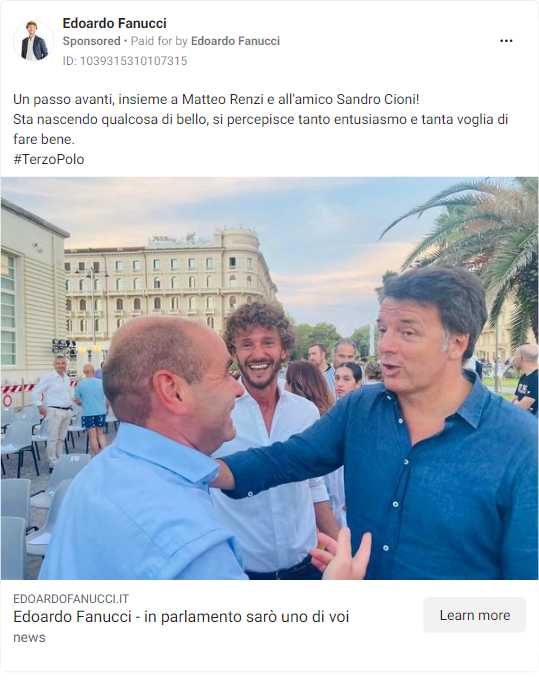 Edoardo Fanucci
Sponsored • Paid for by Edoardo Fanucci
ID: 1039315310107315
Un passo avanti, insieme a Matteo Renzi e all'amico Sandro Cioni!
Sta nascendo qualcosa di bello, si percepisce tanto entusiasmo e tanta voglia di
fare bene.
#TerzoPolo
EDOARDOFANUCCI.IT
Edoardo Fanucci - in parlamento sarò uno di voi
news
Learn more